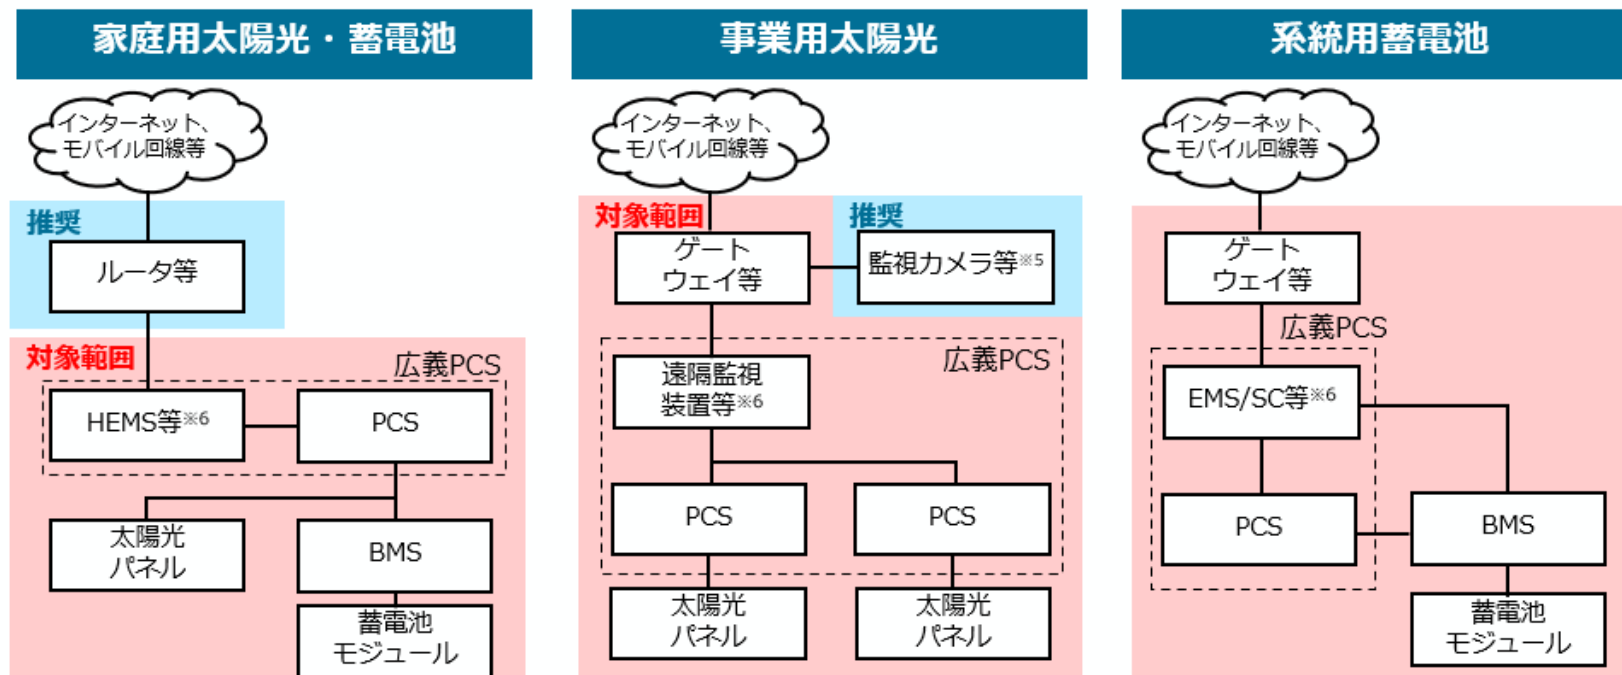 家庭用太陽光・蓄電池
インターネット、
モバイル回線等
推奨
ルータ等
対象範囲
広義PCS
HEMS等※6
PCS
太陽光
パネル
BMS
蓄電池
モジュール
事業用太陽光
インターネット、
モバイル回線等
対象範囲
推奨
ゲート
ウェイ等
監視カメラ等※5
広義PCS
遠隔監視
装置等※6
PCS
PCS
太陽光
パネル
太陽光
パネル
系統用蓄電池
インターネット、
モバイル回線等
ゲート
ウェイ等
広義PCS
EMS/SC等※6
PCS
BMS
蓄電池
モジュール